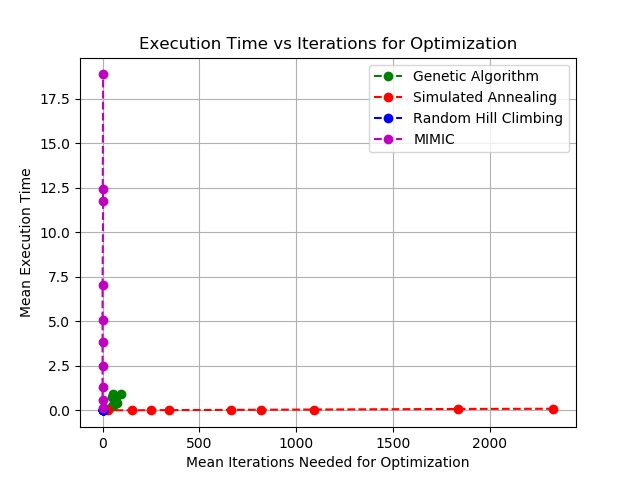 Execution Time vs Iterations for Optimization
Genetic Algorithm
Simulated Annealing
Random Hill Climbing
MIMIC
Mean Execution Time
17.5
15.0
12.5
10.0
7.5
5.0
2.5
0.0
0 500 1000 1500 2000
Mean Iterations Needed for Optimization